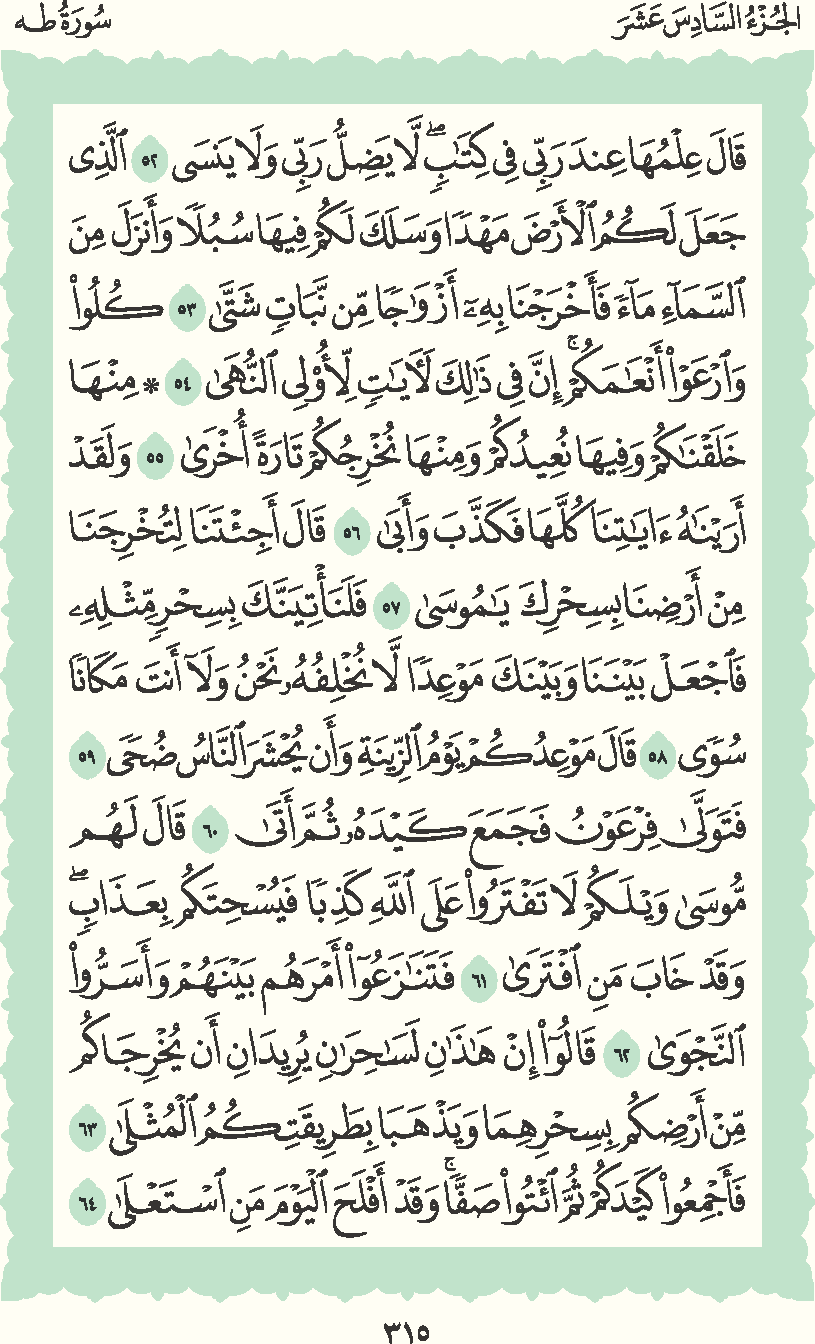 الجُزْءُ السَّادِسَ عَشَرَ
سُورَةُ طه
قَالَ عِلْمُهَا عِندَ رَبِّى فِى كِتَٰبٍۖ لَّا يَضِلُّ رَبِّى وَلَا يَنسَى ٥٢ ٱلَّذِى
جَعَلَ لَكُمُ ٱلْأَرْضَ مَهْدًا وَسَلَكَ لَكُمْ فِيهَا سُبُلًا وَأَنزَلَ مِنَ
ٱلسَّمَآءِ مَآءً فَأَخْرَجْنَا بِهِۦٓ أَزْوَٰجًا مِّن نَّبَاتٍ شَتَّىٰ ٥٣ كُلُوا۟
وَٱرْعَوْا۟ أَنْعَٰمَكُمْۚ إِنَّ فِى ذَٰلِكَ لَأَيَٰتٍ لِّأُو۟لِى ٱلنُّهَىٰ ٥٤ * مِنْهَا
خَلَقْنَٰكُمْ وَفِيهَا نُعِيدُكُمْ وَمِنْهَا نُخْرِجُكُمْ تَارَةً أُخْرَىٰ ٥٥ وَلَقَدْ
أَرَيْنَٰهُ ءَايَٰتِنَا كُلَّهَا فَكَذَّبَ وَأَبَىٰ ٥٦ قَالَ أَجِئْتَنَا لِتُخْرِجَنَا
مِنْ أَرْضِنَا بِسِحْرِكَ يَٰمُوسَىٰ ٥٧ فَلَنَأْتِيَنَّكَ بِسِحْرٍ مِّثْلِهِۦ
فَٱجْعَلْ بَيْنَنَا وَبَيْنَكَ مَوْعِدًا لَّا نُخْلِفُهُۥ نَحْنُ وَلَآ أَنتَ مَكَانًا
سُوًى ٥٨ قَالَ مَوْعِدُكُمْ يَوْمُ ٱلزِّينَةِ وَأَن يُحْشَرَ ٱلنَّاسُ ضُحًى ٥٩
فَتَوَلَّىٰ فِرْعَوْنُ فَجَمَعَ كَيْدَهُۥ ثُمَّ أَتَىٰ ٦٠ قَالَ لَهُم
مُّوسَىٰ وَيْلَكُمْ لَا تَفْتَرُوا۟ عَلَى ٱللَّهِ كَذِبًا فَيُسْحِتَكُم بِعَذَابٍۖ
وَقَدْ خَابَ مَنِ ٱفْتَرَىٰ ٦١ فَتَنَٰزَعُوٓا۟ أَمْرَهُم بَيْنَهُمْ وَأَسَرُّوا۟
ٱلنَّجْوَىٰ ٦٢ قَالُوٓا۟ إِنْ هَٰذَٰنِ لَسَٰحِرَٰنِ يُرِيدَانِ أَن يُخْرِجَاكُم
مِّنْ أَرْضِكُم بِسِحْرِهِمَا وَيَذْهَبَا بِطَرِيقَتِكُمُ ٱلْمُثْلَىٰ ٦٣
فَأَجْمِعُوا۟ كَيْدَكُمْ ثُمَّ ٱئْتُوا۟ صَفًّاۚ وَقَدْ أَفْلَحَ ٱلْيَوْمَ مَنِ ٱسْتَعْلَىٰ ٦٤
٣١٥